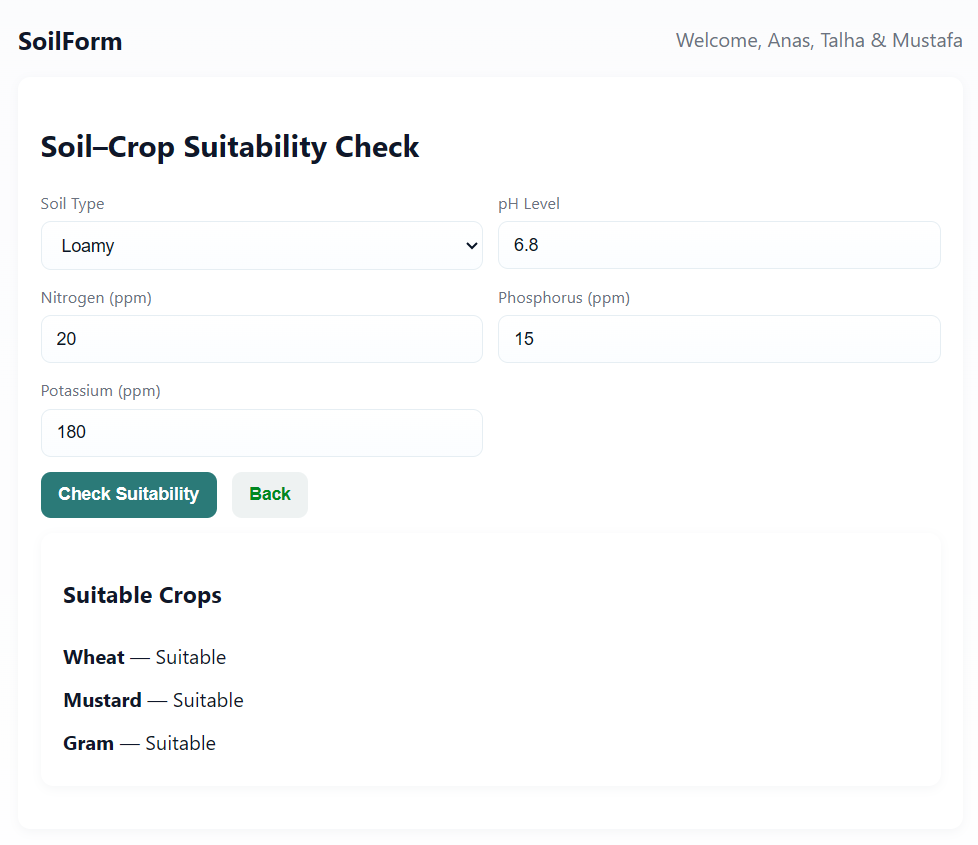 SoilForm
Welcome, Anas, Talha & Mustafa
Soil–Crop Suitability Check
Soil Type
pH Level
Loamy
6.8
Nitrogen (ppm)
Phosphorus (ppm)
20
15
Potassium (ppm)
180
Check Suitability
Back
Suitable Crops
Wheat — Suitable
Mustard — Suitable
Gram — Suitable